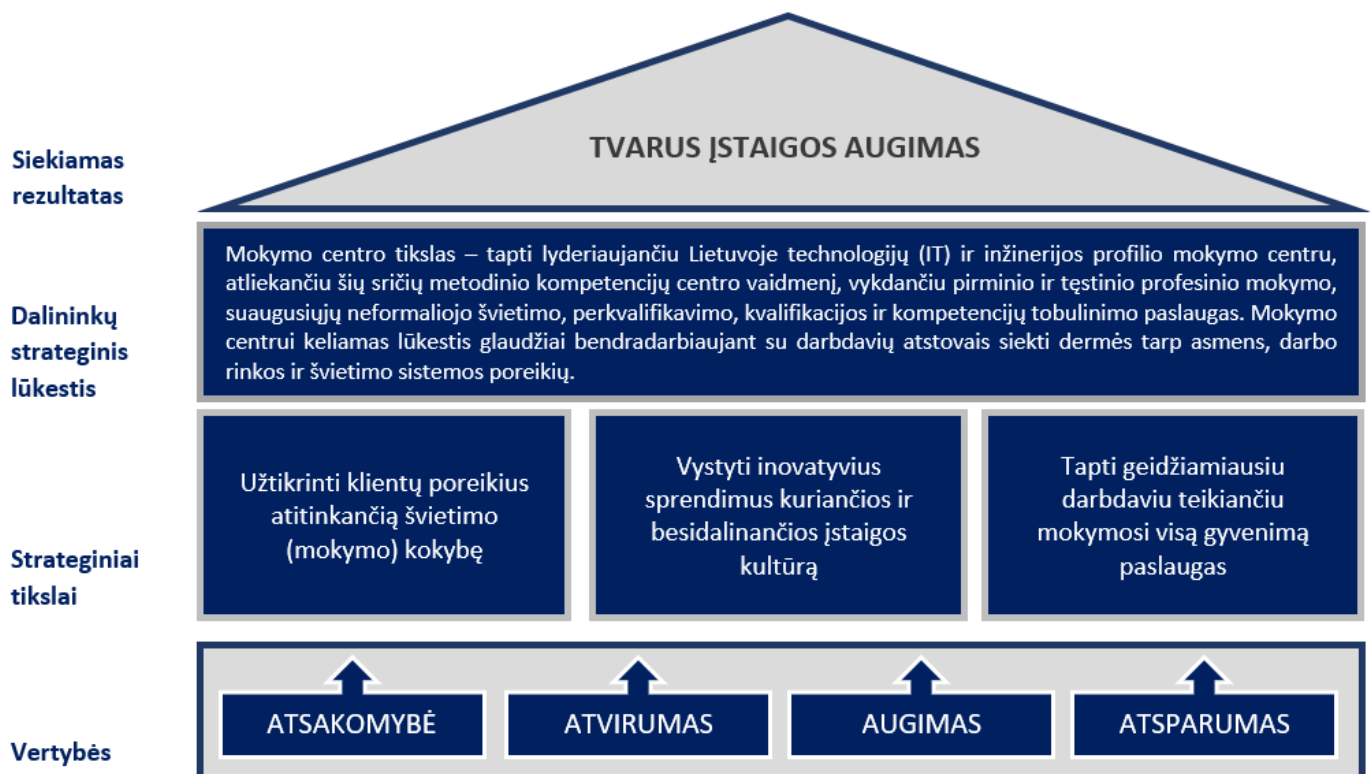 TVARUS ĮSTAIGOS AUGIMAS
Siekiamas
rezultatas
Mokymo centro tikslas – tapti lyderiaujančiu Lietuvoje technologijų (IT) ir inžinerijos profilio mokymo centru,
atliekančiu šių sričių metodinio kompetencijų centro vaidmenį, vykdančiu pirminio ir tęstinio profesinio mokymo,
suaugusiųjų neformaliojo švietimo, perkvalifikavimo, kvalifikacijos ir kompetencijų tobulinimo paslaugas. Mokymo
centrui keliamas lūkestis glaudžiai bendradarbiaujant su darbdavių atstovais siekti dermės tarp asmens, darbo
rinkos ir švietimo sistemos poreikių.
Dalininkų
strateginis
lūkestis
Užtikrinti klientų poreikius
atitinkančią švietimo
(mokymo) kokybę
Vystyti inovatyvius
sprendimus kuriančios ir
besidalinančios įstaigos
kultūrą
Tapti geidžiamiausiu
darbdaviu teikiančiu
mokymosi visą gyvenimą
paslaugas
Strateginiai
tikslai
ATSAKOMYBĖ
ATVIRUMAS
AUGIMAS
ATSPARUMAS
Vertybės